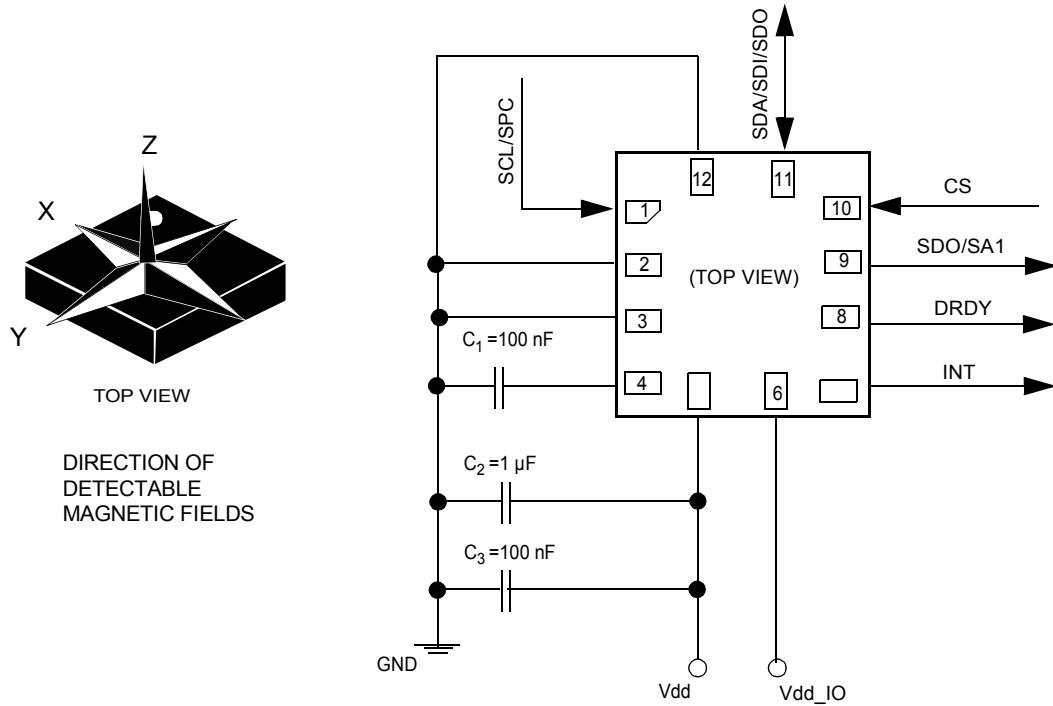 Z
X
Y
TOP VIEW
DIRECTION OF
DETECTABLE
MAGNETIC FIELDS
SCL/SPC
SDA/SDI/SDO
12
11
1
10
CS
2
(TOP VIEW)
9
SDO/SA1
3
8
DRDY
C1 =100 nF
4
6
INT
C2 =1 µF
C3 =100 nF
GND
Vdd
Vdd_IO